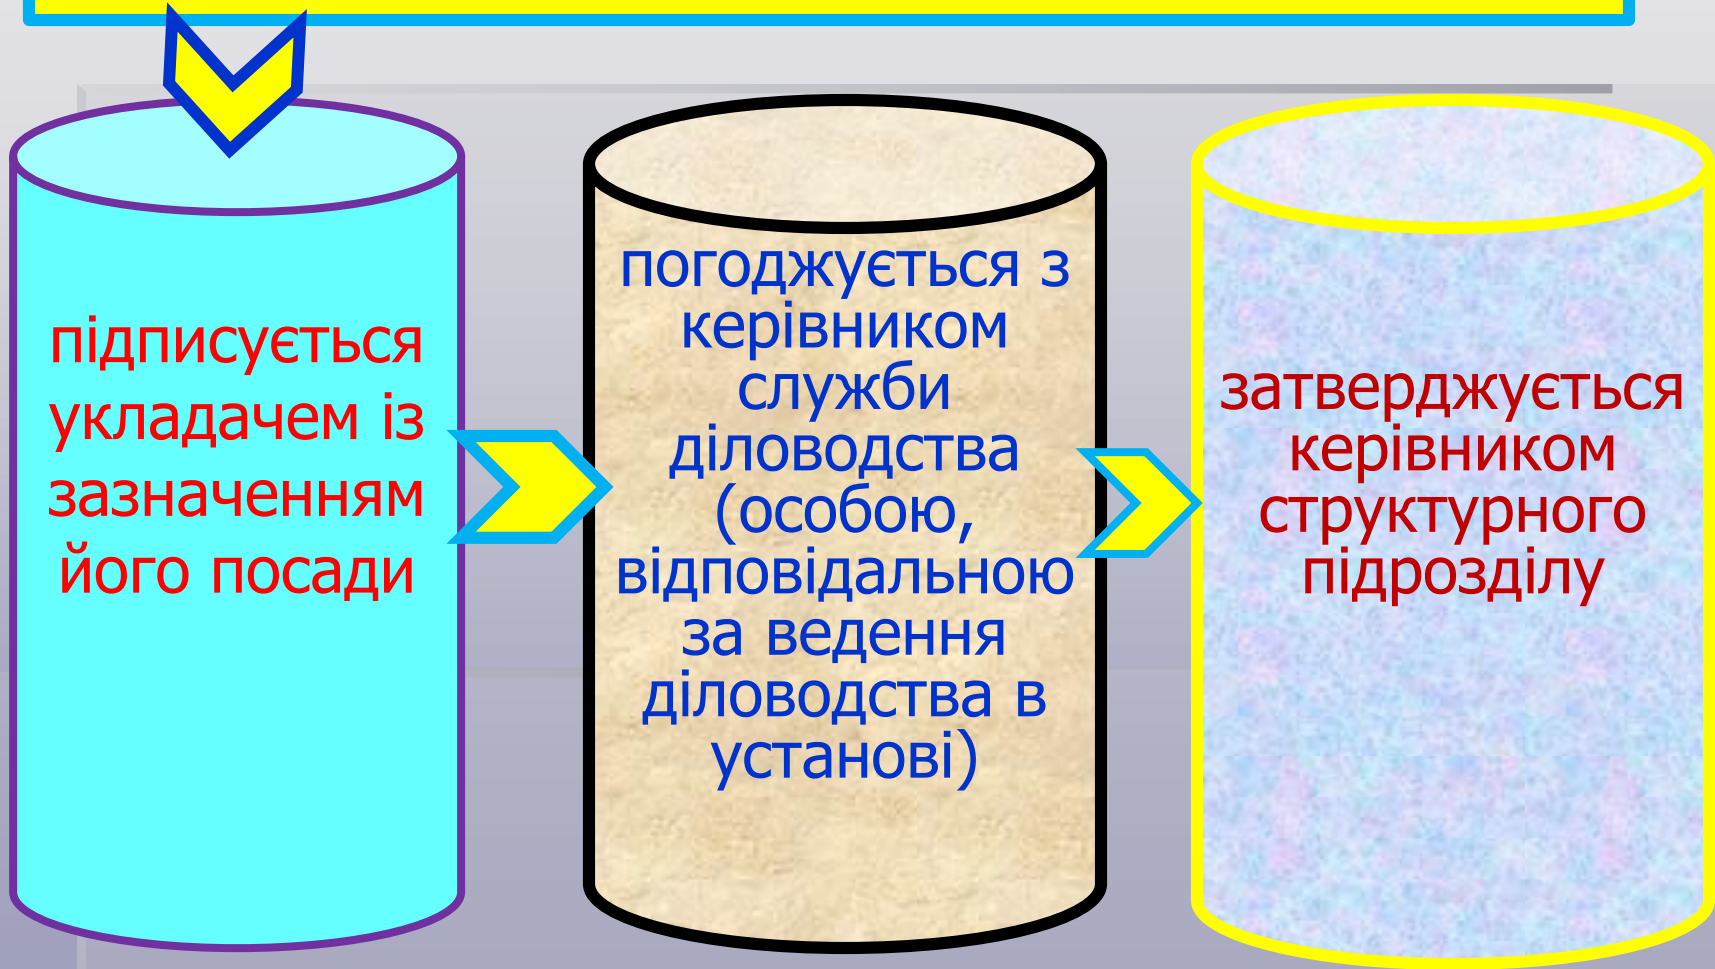 підписується
укладачем із
зазначенням
його посади
погоджується з
керівником
служби
діловодства
(особою,
відповідальною
за ведення
діловодства в
установі)
затверджується
керівником
структурного
підрозділу